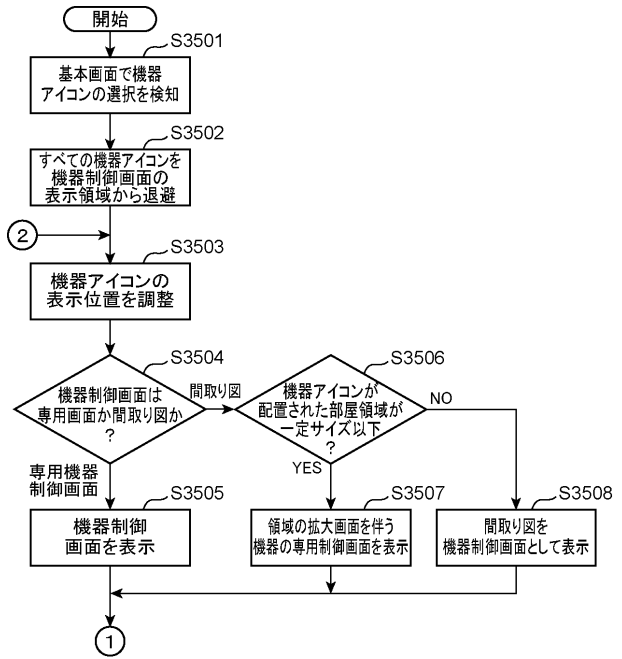 開始
S3501
基本画面で機器
アイコンの選択を検知
S3502
すべての機器アイコンを
機器制御画面の
表示領域から退避
2
S3503
機器アイコンの
表示位置を調整
S3504
機器制御画面は
専用画面か間取り図か
?
間取り図
S3506
機器アイコンが
配置された部屋領域が
一定サイズ以下
?
NO
YES
専用機器
制御画面
S3505
機器制御
画面を表示
S3507
領域の拡大画面を伴う
機器の専用制御画面を表示
S3508
間取り図を
機器制御画面として表示
1